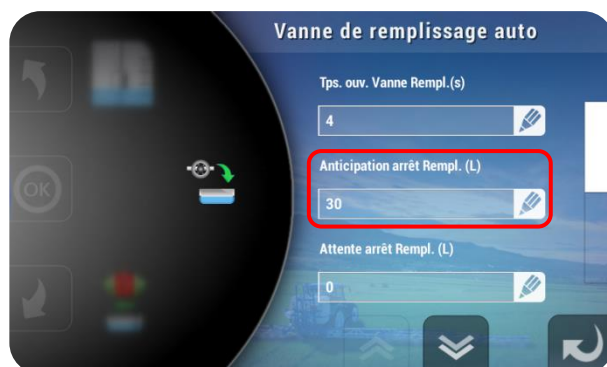 Vanne de remplissage auto
Tps. ouv. Vanne Rempl.(s)
4
Anticipation arrêt Rempl. (L)
30
OK
Attente arrêt Rempl. (L)
0